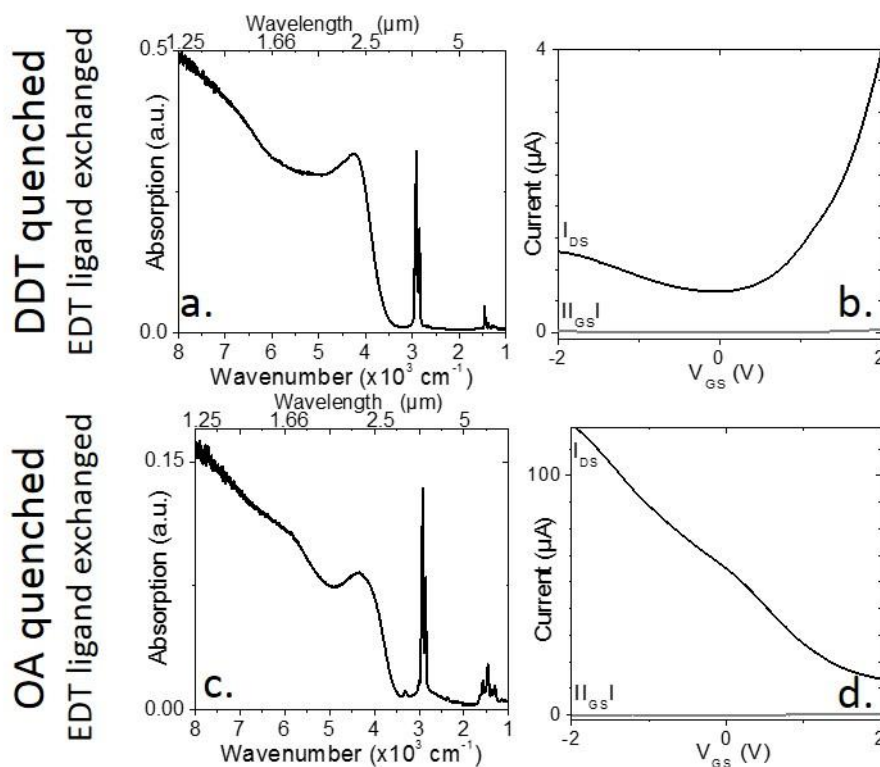 DDT quenched
EDT ligand exchanged
Wavelength (µm)
1.25 1.66 2.5 5
0.5
0.0
Absorption (a.u.)
a.
8 7 6 5 4 3 2 1
Wavenumber (x10³ cm⁻¹)
4
0
Current (µA)
I_DS
|I_GS|
b.
-2 0 2
V_GS (V)
OA quenched
EDT ligand exchanged
Wavelength (µm)
1.25 1.66 2.5 5
0.15
0.00
Absorption (a.u.)
c.
8 7 6 5 4 3 2 1
Wavenumber (x10³ cm⁻¹)
100
0
Current (µA)
I_DS
|I_GS|
d.
-2 0 2
V_GS (V)